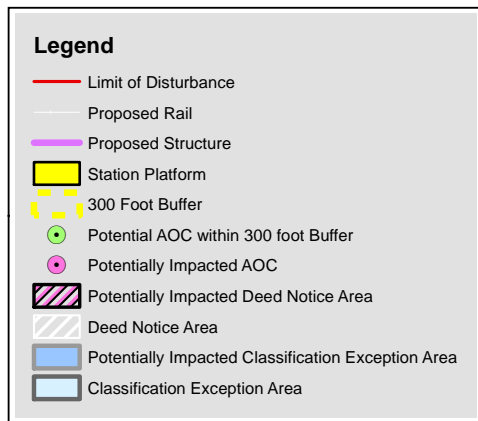 Legend
Limit of Disturbance
Proposed Rail
Proposed Structure
Station Platform
300 Foot Buffer
Potential AOC within 300 foot Buffer
Potentially Impacted AOC
Potentially Impacted Deed Notice Area
Deed Notice Area
Potentially Impacted Classification Exception Area
Classification Exception Area